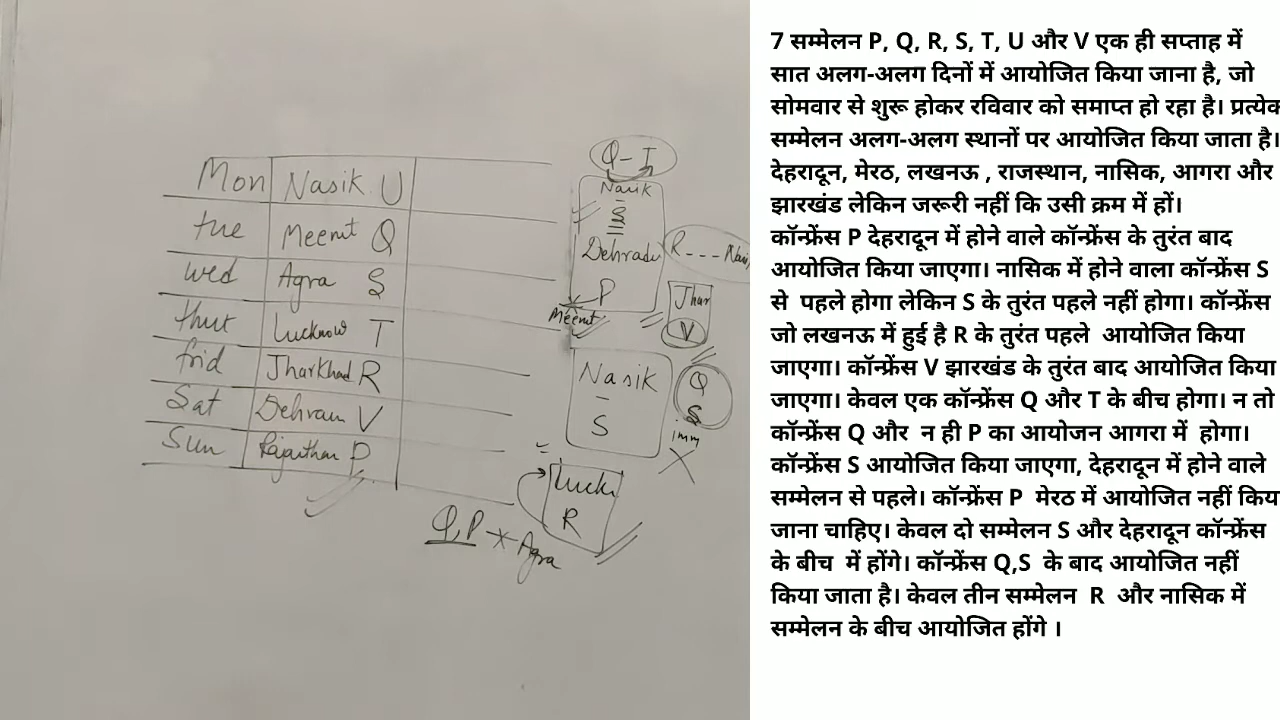 Mon Nasik U
tue Meerut Q
wed Agra S
thur Lucknow T
frid Jharkhand R
Sat Dehradun V
Sun Rajasthan P
Q-T
Nasik
-
S
Dehradu
P
Meerut
R---Nasi
Jhar
V
Nasik
-
S
Q
S
imm
X
Luck
R
Q,P X Agra
7 सम्मेलन P, Q, R, S, T, U और V एक ही सप्ताह में
सात अलग-अलग दिनों में आयोजित किया जाना है, जो
सोमवार से शुरू होकर रविवार को समाप्त हो रहा है। प्रत्येक
सम्मेलन अलग-अलग स्थानों पर आयोजित किया जाता है।
देहरादून, मेरठ, लखनऊ , राजस्थान, नासिक, आगरा और
झारखंड लेकिन जरूरी नहीं कि उसी क्रम में हों।
कॉन्फ्रेंस P देहरादून में होने वाले कॉन्फ्रेंस के तुरंत बाद
आयोजित किया जाएगा। नासिक में होने वाला कॉन्फ्रेंस S
से पहले होगा लेकिन S के तुरंत पहले नहीं होगा। कॉन्फ्रेंस
जो लखनऊ में हुई है R के तुरंत पहले आयोजित किया
जाएगा। कॉन्फ्रेंस V झारखंड के तुरंत बाद आयोजित किया
जाएगा। केवल एक कॉन्फ्रेंस Q और T के बीच होगा। न तो
कॉन्फ्रेंस Q और न ही P का आयोजन आगरा में होगा।
कॉन्फ्रेंस S आयोजित किया जाएगा, देहरादून में होने वाले
सम्मेलन से पहले। कॉन्फ्रेंस P मेरठ में आयोजित नहीं किय
जाना चाहिए। केवल दो सम्मेलन S और देहरादून कॉन्फ्रेंस
के बीच में होंगे। कॉन्फ्रेंस Q,S के बाद आयोजित नहीं
किया जाता है। केवल तीन सम्मेलन R और नासिक में
सम्मेलन के बीच आयोजित होंगे ।